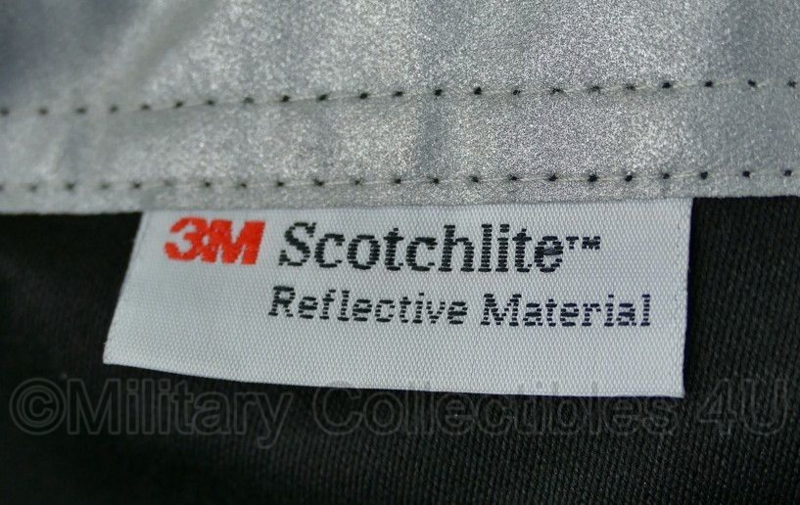 3M Scotchlite™
Reflective Material
©Military Collectibles 4U